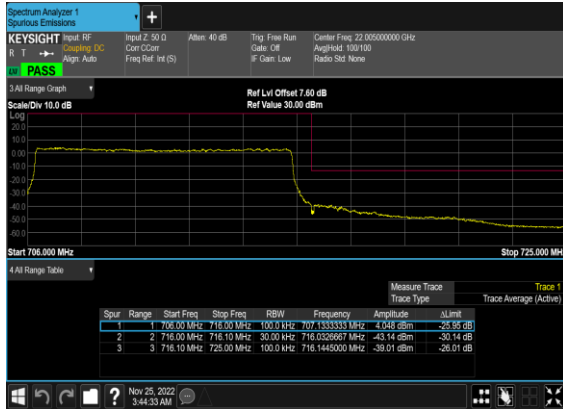 Spectrum Analyzer 1
Spurious Emissions
KEYSIGHT Input: RF Input Z: 50 Ω Atten: 40 dB Trig: Free Run Center Freq: 22.005000000 GHz
R T Coupling: DC Corr CCorr Gate: Off Avg|Hold: 100/100
Align: Auto Freq Ref: Int (S) IF Gain: Low Radio Std: None
PASS
3 All Range Graph
Ref Lvl Offset 7.60 dB
Scale/Div 10.0 dB Ref Value 30.00 dBm
Log
20.0
10.0
0.00
-10.0
-20.0
-30.0
-40.0
-50.0
-60.0
Start 706.000 MHz Stop 725.000 MH
4 All Range Table
Measure Trace Trace 1
Trace Type Trace Average (Active)
Spur Range Start Freq Stop Freq RBW Frequency Amplitude ΔLimit
1 1 706.00 MHz 716.00 MHz 100.0 kHz 707.1333333 MHz 4.048 dBm -25.95 dB
2 2 716.00 MHz 716.10 MHz 30.00 kHz 716.0326667 MHz -43.14 dBm -30.14 dB
3 3 716.10 MHz 725.00 MHz 100.0 kHz 716.1445000 MHz -39.01 dBm -26.01 dB
Nov 25, 2022
3:44:33 AM